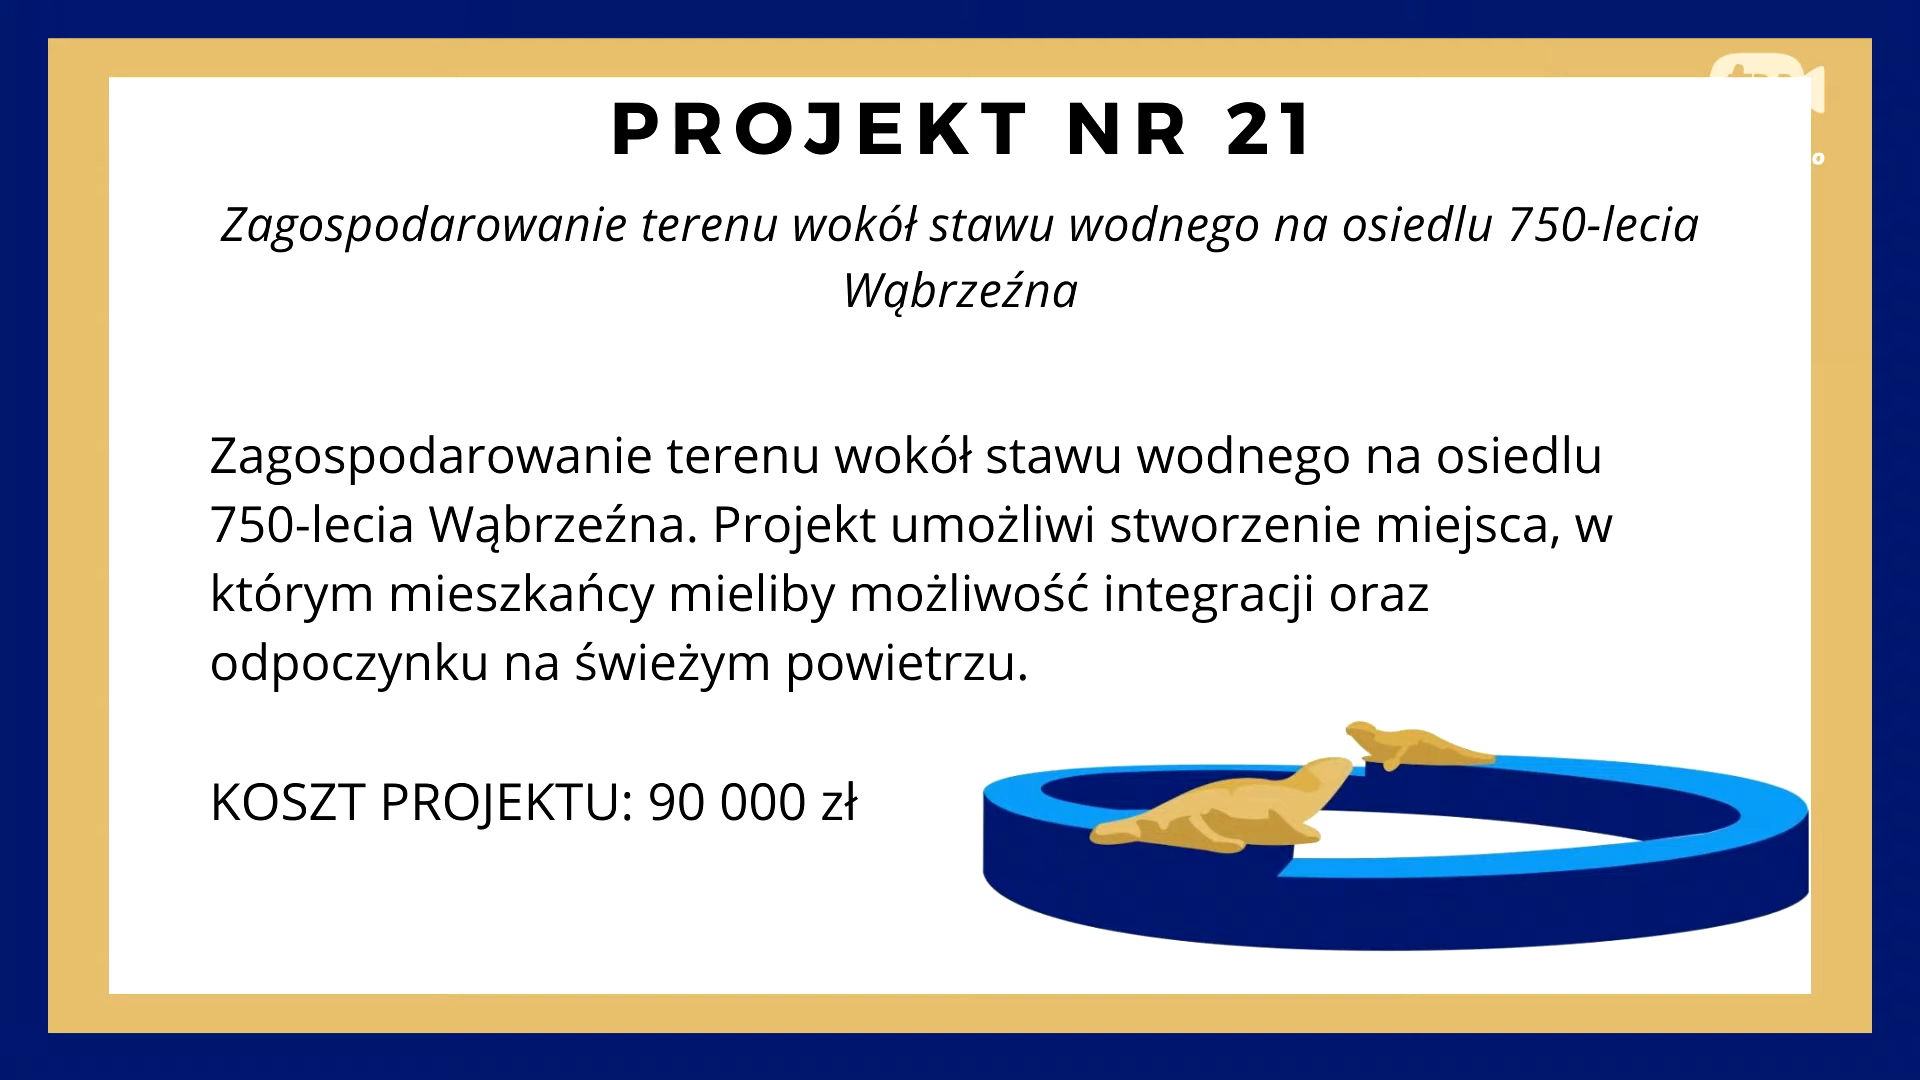 PROJEKT NR 21
Zagospodarowanie terenu wokół stawu wodnego na osiedlu 750-lecia
Wąbrzeźna
Zagospodarowanie terenu wokół stawu wodnego na osiedlu
750-lecia Wąbrzeźna. Projekt umożliwi stworzenie miejsca, w
którym mieszkańcy mieliby możliwość integracji oraz
odpoczynku na świeżym powietrzu.
KOSZT PROJEKTU: 90 000 zł